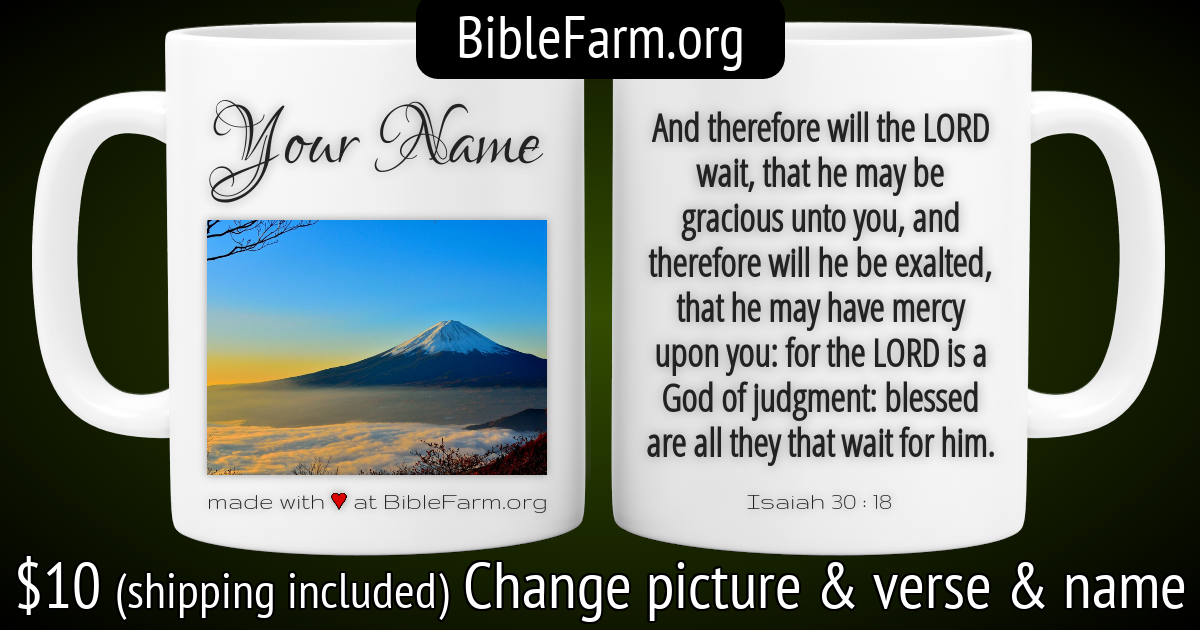 BibleFarm.org
Your Name
made with ♥ at BibleFarm.org
And therefore will the LORD
wait, that he may be
gracious unto you, and
therefore will he be exalted,
that he may have mercy
upon you: for the LORD is a
God of judgment: blessed
are all they that wait for him.
Isaiah 30 : 18
$10 (shipping included) Change picture & verse & name